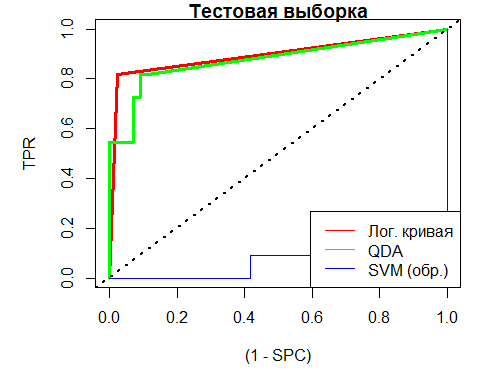 Тестовая выборка
TPR
1.0
0.8
0.6
0.4
0.2
0.0
Лог. кривая
QDA
SVM (обр.)
0.0 0.2 0.4 0.6 0.8 1.0
(1 - SPC)